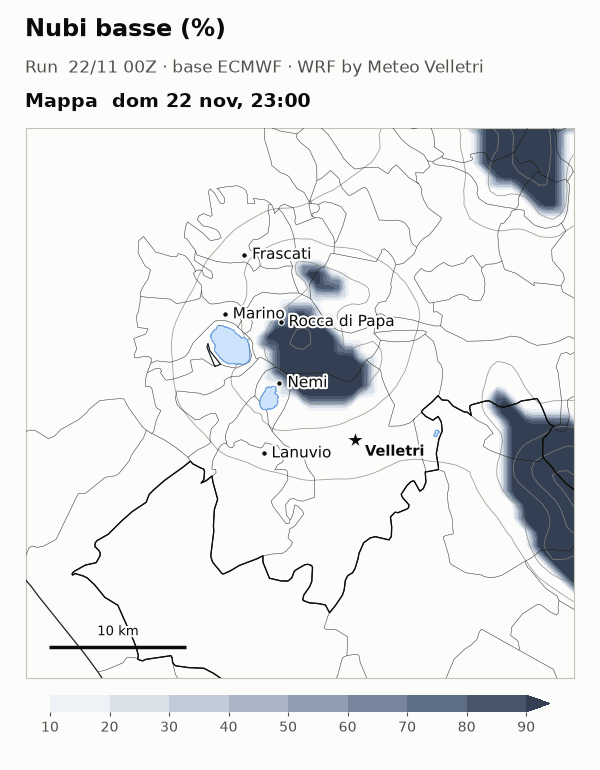 Nubi basse (%)
Run 22/11 00Z · base ECMWF · WRF by Meteo Velletri
Mappa dom 22 nov, 23:00
Frascati
Marino
Rocca di Papa
Nemi
Velletri
Lanuvio
10 km
10 20 30 40 50 60 70 80 90